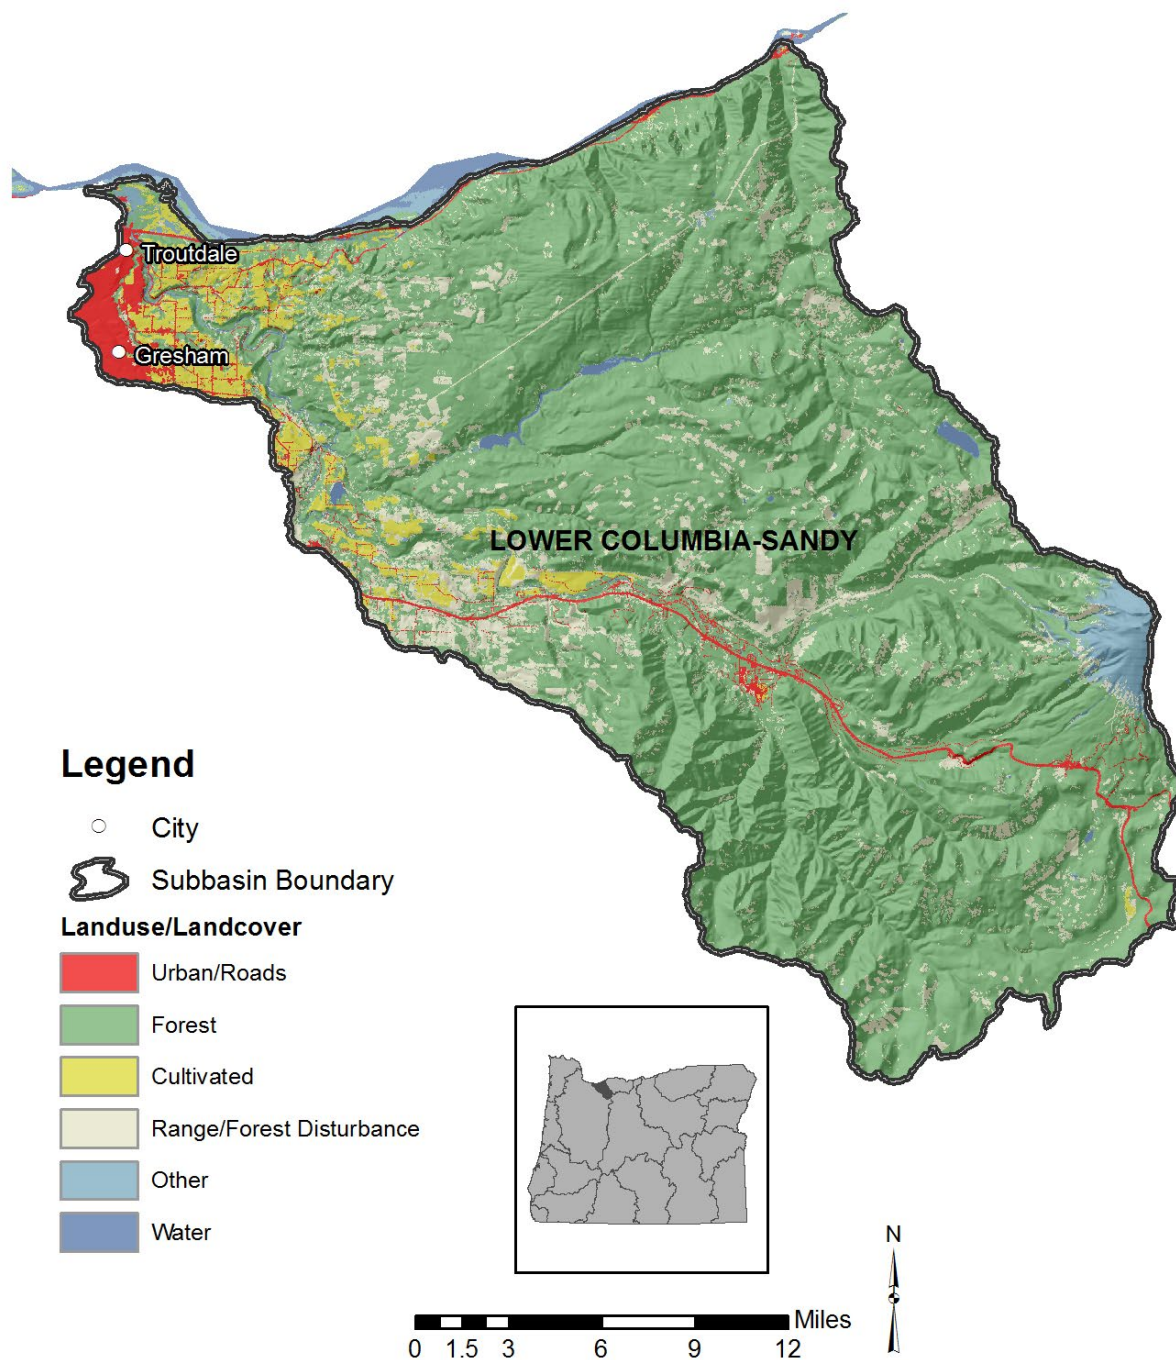 Troutdale
Gresham
LOWER COLUMBIA-SANDY
Legend
City
Subbasin Boundary
Landuse/Landcover
Urban/Roads
Forest
Cultivated
Range/Forest Disturbance
Other
Water
N
Miles
0 1.5 3 6 9 12